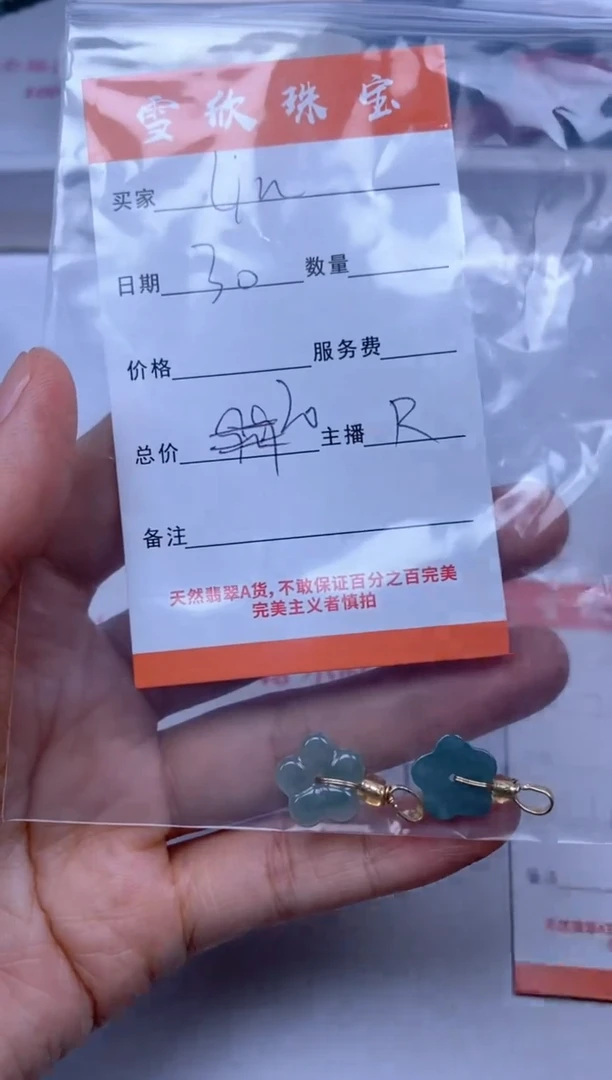 雪欣珠宝
买家 Lin
日期 30 数量
价格 服务费
总价 20 主播 R
备注
天然翡翠A货,不敢保证百分之百完美
完美主义者慎拍